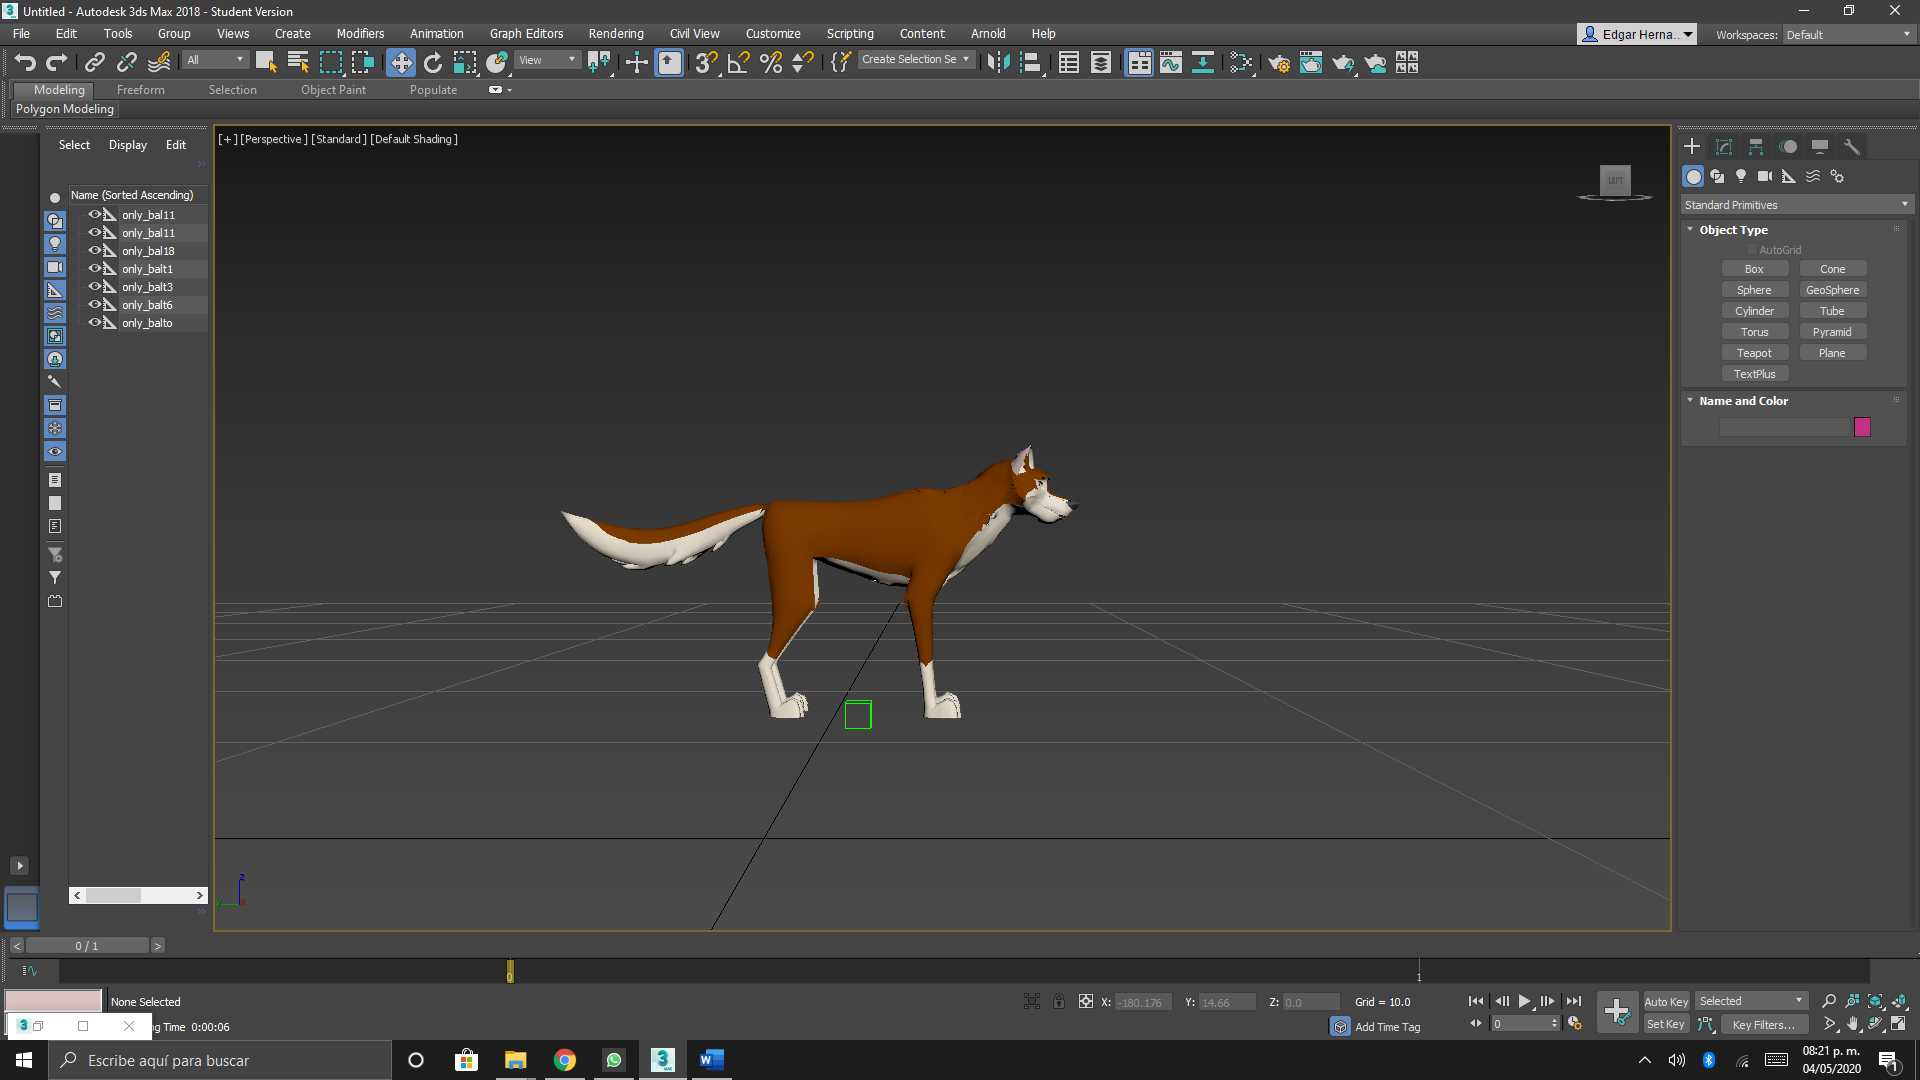 Untitled - Autodesk 3ds Max 2018 - Student Version
File Edit Tools Group Views Create Modifiers Animation Graph Editors Rendering Civil View Customize Scripting Content Arnold Help
Edgar Herna.. Workspaces: Default
All View Create Selection Se
Modeling Freeform Selection Object Paint Populate
Polygon Modeling
Select Display Edit
[+] [Perspective ] [Standard ] [Default Shading ]
LEFT
Name (Sorted Ascending)
only_bal11
only_bal11
only_bal18
only_balt1
only_balt3
only_balt6
only_balto
Standard Primitives
Object Type
AutoGrid
Box Cone
Sphere GeoSphere
Cylinder Tube
Torus Pyramid
Teapot Plane
TextPlus
Name and Color
z
0 / 1
0 1
None Selected
X: -180.176 Y: 14.66 Z: 0.0 Grid = 10.0
Auto Key Selected
ng Time 0:00:06
Add Time Tag
0
Set Key Key Filters...
Escribe aquí para buscar
08:21 p. m.
04/05/2020
1